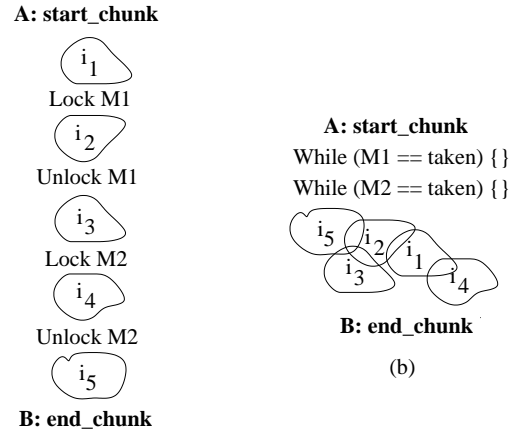 A: start_chunk
i1
Lock M1
i2
Unlock M1
i3
Lock M2
i4
Unlock M2
i5
B: end_chunk
A: start_chunk
While (M1 == taken) { }
While (M2 == taken) { }
i5 i2 i1
i3 i4
B: end_chunk
(b)